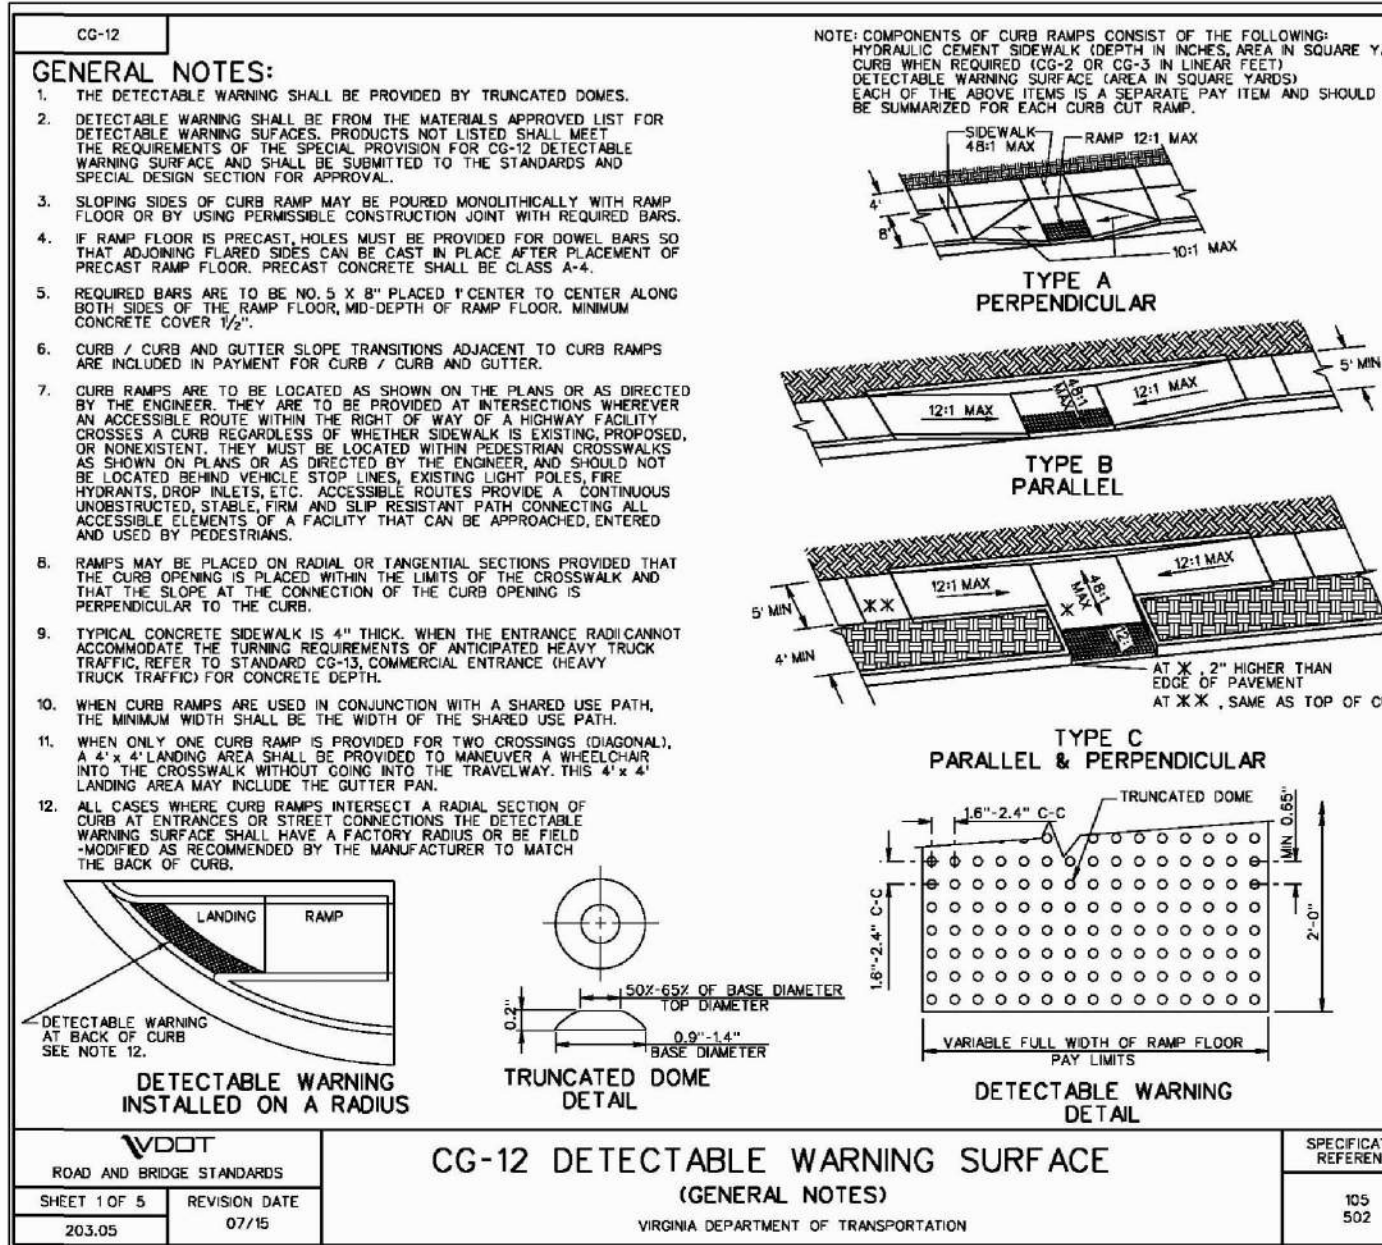 CG-12
GENERAL NOTES:
1. THE DETECTABLE WARNING SHALL BE PROVIDED BY TRUNCATED DOMES.
2. DETECTABLE WARNING SHALL BE FROM THE MATERIALS APPROVED LIST FOR
DETECTABLE WARNING SUFACES. PRODUCTS NOT LISTED SHALL MEET
THE REQUIREMENTS OF THE SPECIAL PROVISION FOR CG-12 DETECTABLE
WARNING SURFACE AND SHALL BE SUBMITTED TO THE STANDARDS AND
SPECIAL DESIGN SECTION FOR APPROVAL.
3. SLOPING SIDES OF CURB RAMP MAY BE POURED MONOLITHICALLY WITH RAMP
FLOOR OR BY USING PERMISSIBLE CONSTRUCTION JOINT WITH REQUIRED BARS.
4. IF RAMP FLOOR IS PRECAST, HOLES MUST BE PROVIDED FOR DOWEL BARS SO
THAT ADJOINING FLARED SIDES CAN BE CAST IN PLACE AFTER PLACEMENT OF
PRECAST RAMP FLOOR. PRECAST CONCRETE SHALL BE CLASS A-4.
5. REQUIRED BARS ARE TO BE NO. 5 X 8" PLACED 1' CENTER TO CENTER ALONG
BOTH SIDES OF THE RAMP FLOOR, MID-DEPTH OF RAMP FLOOR. MINIMUM
CONCRETE COVER 1½".
6. CURB / CURB AND GUTTER SLOPE TRANSITIONS ADJACENT TO CURB RAMPS
ARE INCLUDED IN PAYMENT FOR CURB / CURB AND GUTTER.
7. CURB RAMPS ARE TO BE LOCATED AS SHOWN ON THE PLANS OR AS DIRECTED
BY THE ENGINEER. THEY ARE TO BE PROVIDED AT INTERSECTIONS WHEREVER
AN ACCESSIBLE ROUTE WITHIN THE RIGHT OF WAY OF A HIGHWAY FACILITY
CROSSES A CURB REGARDLESS OF WHETHER SIDEWALK IS EXISTING, PROPOSED,
OR NONEXISTENT. THEY MUST BE LOCATED WITHIN PEDESTRIAN CROSSWALKS
AS SHOWN ON PLANS OR AS DIRECTED BY THE ENGINEER, AND SHOULD NOT
BE LOCATED BEHIND VEHICLE STOP LINES, EXISTING LIGHT POLES, FIRE
HYDRANTS, DROP INLETS, ETC. ACCESSIBLE ROUTES PROVIDE A CONTINUOUS
UNOBSTRUCTED, STABLE, FIRM AND SLIP RESISTANT PATH CONNECTING ALL
ACCESSIBLE ELEMENTS OF A FACILITY THAT CAN BE APPROACHED, ENTERED
AND USED BY PEDESTRIANS.
8. RAMPS MAY BE PLACED ON RADIAL OR TANGENTIAL SECTIONS PROVIDED THAT
THE CURB OPENING IS PLACED WITHIN THE LIMITS OF THE CROSSWALK AND
THAT THE SLOPE AT THE CONNECTION OF THE CURB OPENING IS
PERPENDICULAR TO THE CURB.
9. TYPICAL CONCRETE SIDEWALK IS 4" THICK. WHEN THE ENTRANCE RADII CANNOT
ACCOMMODATE THE TURNING REQUIREMENTS OF ANTICIPATED HEAVY TRUCK
TRAFFIC, REFER TO STANDARD CG-13, COMMERCIAL ENTRANCE (HEAVY
TRUCK TRAFFIC) FOR CONCRETE DEPTH.
10. WHEN CURB RAMPS ARE USED IN CONJUNCTION WITH A SHARED USE PATH,
THE MINIMUM WIDTH SHALL BE THE WIDTH OF THE SHARED USE PATH.
11. WHEN ONLY ONE CURB RAMP IS PROVIDED FOR TWO CROSSINGS (DIAGONAL),
A 4' x 4' LANDING AREA SHALL BE PROVIDED TO MANEUVER A WHEELCHAIR
INTO THE CROSSWALK WITHOUT GOING INTO THE TRAVELWAY. THIS 4' x 4'
LANDING AREA MAY INCLUDE THE GUTTER PAN.
12. ALL CASES WHERE CURB RAMPS INTERSECT A RADIAL SECTION OF
CURB AT ENTRANCES OR STREET CONNECTIONS THE DETECTABLE
WARNING SURFACE SHALL HAVE A FACTORY RADIUS OR BE FIELD
-MODIFIED AS RECOMMENDED BY THE MANUFACTURER TO MATCH
THE BACK OF CURB.
NOTE: COMPONENTS OF CURB RAMPS CONSIST OF THE FOLLOWING:
HYDRAULIC CEMENT SIDEWALK (DEPTH IN INCHES, AREA IN SQUARE
CURB WHEN REQUIRED (CG-2 OR CG-3 IN LINEAR FEET)
DETECTABLE WARNING SURFACE (AREA IN SQUARE YARDS)
EACH OF THE ABOVE ITEMS IS A SEPARATE PAY ITEM AND SHOULD
BE SUMMARIZED FOR EACH CURB CUT RAMP.
SIDEWALK
48:1 MAX
RAMP 12:1 MAX
4'
8'
10:1 MAX
TYPE A
PERPENDICULAR
12:1 MAX
48:1
MAX
12:1 MAX
5' MIN
TYPE B
PARALLEL
5' MIN
4' MIN
ж ж
12:1 MAX
48:1
MAX
ж
12:1 MAX
12:1
AT ж , 2" HIGHER THAN
EDGE OF PAVEMENT
AT ж ж , SAME AS TOP OF
TYPE C
PARALLEL & PERPENDICULAR
LANDING
RAMP
DETECTABLE WARNING
AT BACK OF CURB
SEE NOTE 12.
DETECTABLE WARNING
INSTALLED ON A RADIUS
50%-65% OF BASE DIAMETER
TOP DIAMETER
0.2"
0.9"-1.4"
BASE DIAMETER
TRUNCATED DOME
DETAIL
1.6"-2.4" C-C
TRUNCATED DOME
MIN 0.65"
1.6"-2.4" C-C
2'-0"
VARIABLE FULL WIDTH OF RAMP FLOOR
PAY LIMITS
DETECTABLE WARNING
DETAIL
VDOT
ROAD AND BRIDGE STANDARDS
SHEET 1 OF 5
REVISION DATE
07/15
203.05
CG-12 DETECTABLE WARNING SURFACE
(GENERAL NOTES)
VIRGINIA DEPARTMENT OF TRANSPORTATION
105
502